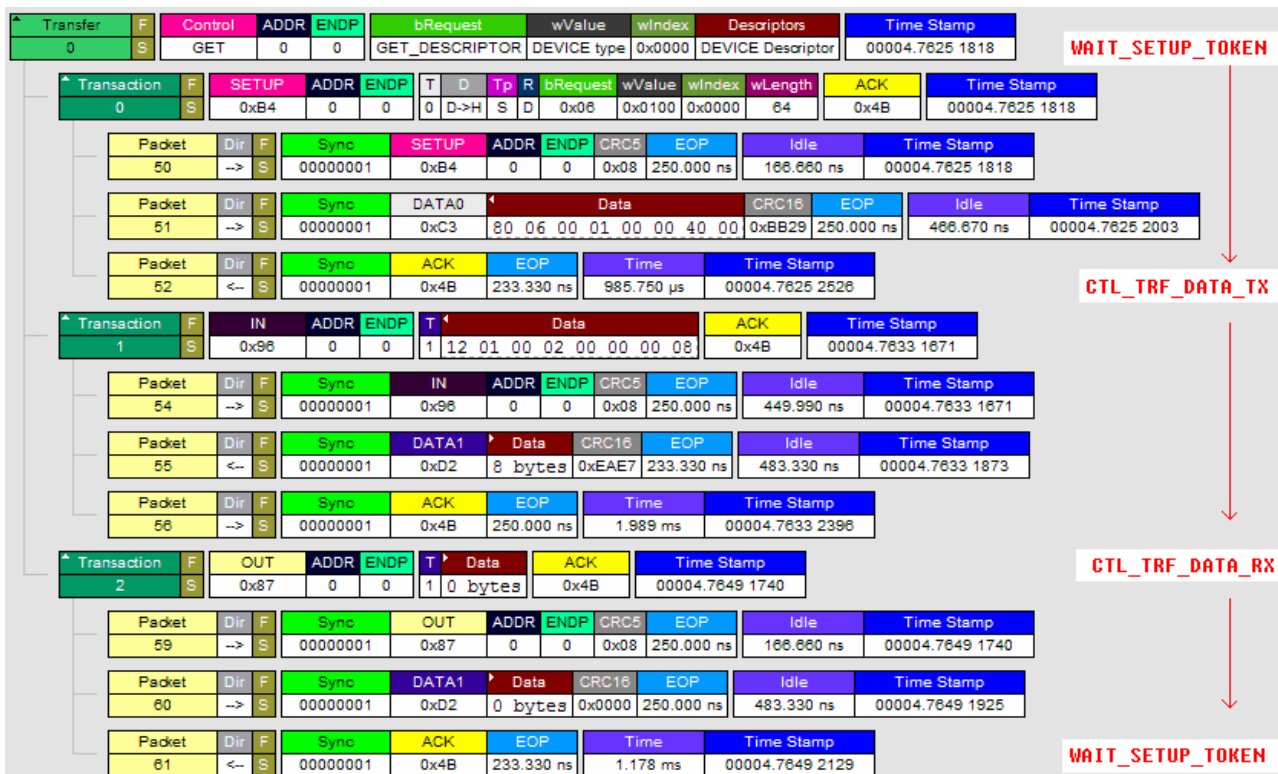 Transfer F Control ADDR ENDP bRequest wValue wIndex Descriptors Time Stamp
0 S GET 0 0 GET_DESCRIPTOR DEVICE type 0x0000 DEVICE Descriptor 00004.7625 1818
WAIT_SETUP_TOKEN
Transaction F SETUP ADDR ENDP T D Tp R bRequest wValue wIndex wLength ACK Time Stamp
0 S 0xB4 0 0 0 D->H S D 0x06 0x0100 0x0000 64 0x4B 00004.7625 1818
Packet Dir F Sync SETUP ADDR ENDP CRC5 EOP Idle Time Stamp
50 --> S 00000001 0xB4 0 0 0x08 250.000 ns 166.660 ns 00004.7625 1818
Packet Dir F Sync DATA0 Data CRC16 EOP Idle Time Stamp
51 --> S 00000001 0xC3 80 06 00 01 00 00 40 00 0xBB29 250.000 ns 466.670 ns 00004.7625 2003
Packet Dir F Sync ACK EOP Time Time Stamp
52 <-- S 00000001 0x4B 233.330 ns 985.750 µs 00004.7625 2526
CTL_TRF_DATA_TX
Transaction F IN ADDR ENDP T Data ACK Time Stamp
1 S 0x96 0 0 1 12 01 00 02 00 00 00 08 0x4B 00004.7633 1671
Packet Dir F Sync IN ADDR ENDP CRC5 EOP Idle Time Stamp
54 --> S 00000001 0x96 0 0 0x08 250.000 ns 449.990 ns 00004.7633 1671
Packet Dir F Sync DATA1 Data CRC16 EOP Idle Time Stamp
55 <-- S 00000001 0xD2 8 bytes 0xEAE7 233.330 ns 483.330 ns 00004.7633 1873
Packet Dir F Sync ACK EOP Time Time Stamp
56 --> S 00000001 0x4B 250.000 ns 1.989 ms 00004.7633 2396
Transaction F OUT ADDR ENDP T Data ACK Time Stamp
2 S 0x87 0 0 1 0 bytes 0x4B 00004.7649 1740
CTL_TRF_DATA_RX
Packet Dir F Sync OUT ADDR ENDP CRC5 EOP Idle Time Stamp
59 --> S 00000001 0x87 0 0 0x08 250.000 ns 166.660 ns 00004.7649 1740
Packet Dir F Sync DATA1 Data CRC16 EOP Idle Time Stamp
60 --> S 00000001 0xD2 0 bytes 0x0000 250.000 ns 483.330 ns 00004.7649 1925
Packet Dir F Sync ACK EOP Time Time Stamp
61 <-- S 00000001 0x4B 233.330 ns 1.178 ms 00004.7649 2129
WAIT_SETUP_TOKEN